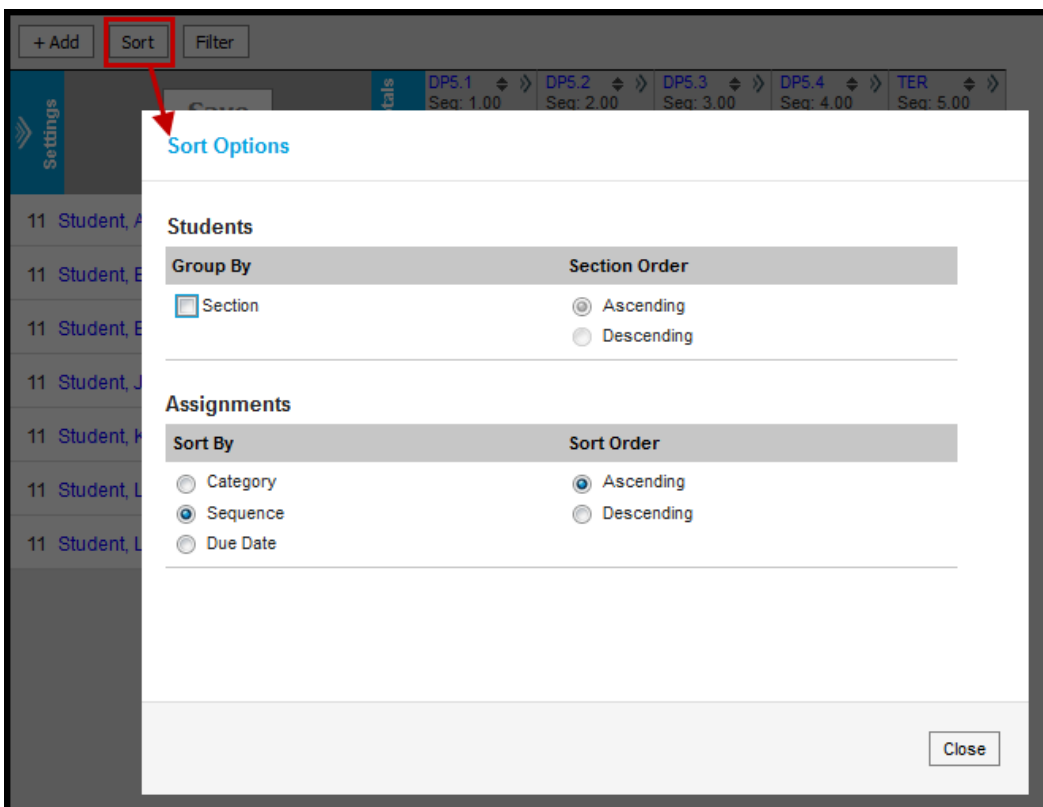 + Add Sort Filter
DP5.1 DP5.2 DP5.3 DP5.4 TER
Seq: 1.00 Seq: 2.00 Seq: 3.00 Seq: 4.00 Seq: 5.00
Settings
Sort Options
Students
Group By Section Order
Section Ascending
Descending
Assignments
Sort By Sort Order
Category Ascending
Sequence Descending
Due Date
11 Student, A
11 Student, E
11 Student, E
11 Student, J
11 Student, K
11 Student, L
11 Student, L
Close